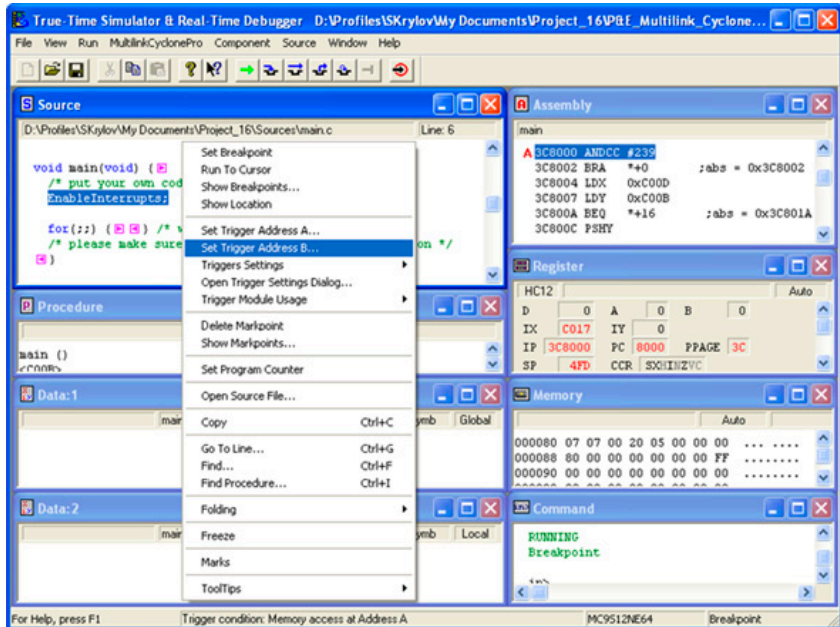 True-Time Simulator & Real-Time Debugger D:\Profiles\SKrylov\My Documents\Project_16\P&E_Multilink_Cyclone...
File View Run MultilinkCyclonePro Component Source Window Help
Source
D:\Profiles\SKrylov\My Documents\Project_16\Sources\main.c Line: 6
void main(void) {
/* put your own cod
EnableInterrupts;
for(;;) { } /* w
/* please make sure on */
}
Set Breakpoint
Run To Cursor
Show Breakpoints...
Show Location
Set Trigger Address A...
Set Trigger Address B...
Triggers Settings
Open Trigger Settings Dialog...
Trigger Module Usage
Delete Markpoint
Show Markpoints...
Set Program Counter
Open Source File...
Copy Ctrl+C
Go To Line... Ctrl+G
Find... Ctrl+F
Find Procedure... Ctrl+I
Folding
Freeze
Marks
ToolTips
Procedure
main ()
Data:1
main ymb Global
Data:2
main ymb Local
Assembly
main
A 3C8000 ANDCC #239
3C8002 BRA *+0 ;abs = 0x3C8002
3C8004 LDX 0xC00D
3C8007 LDY 0xC00B
3C800A BEQ *+16 ;abs = 0x3C801A
3C800C PSHY
Register
HC12 Auto
D 0 A 0 B 0
IX C017 IY 0
IP 3C8000 PC 8000 PPAGE 3C
SP 4FD CCR SXHINZVC
Memory
Auto
000080 07 07 00 20 05 00 00 00 ... ....
000088 80 00 00 00 00 00 00 FF ........
000090 00 00 00 00 00 00 00 00 ........
Command
RUNNING
Breakpoint
in>
For Help, press F1 Trigger condition: Memory access at Address A MC9S12NE64 Breakpoint